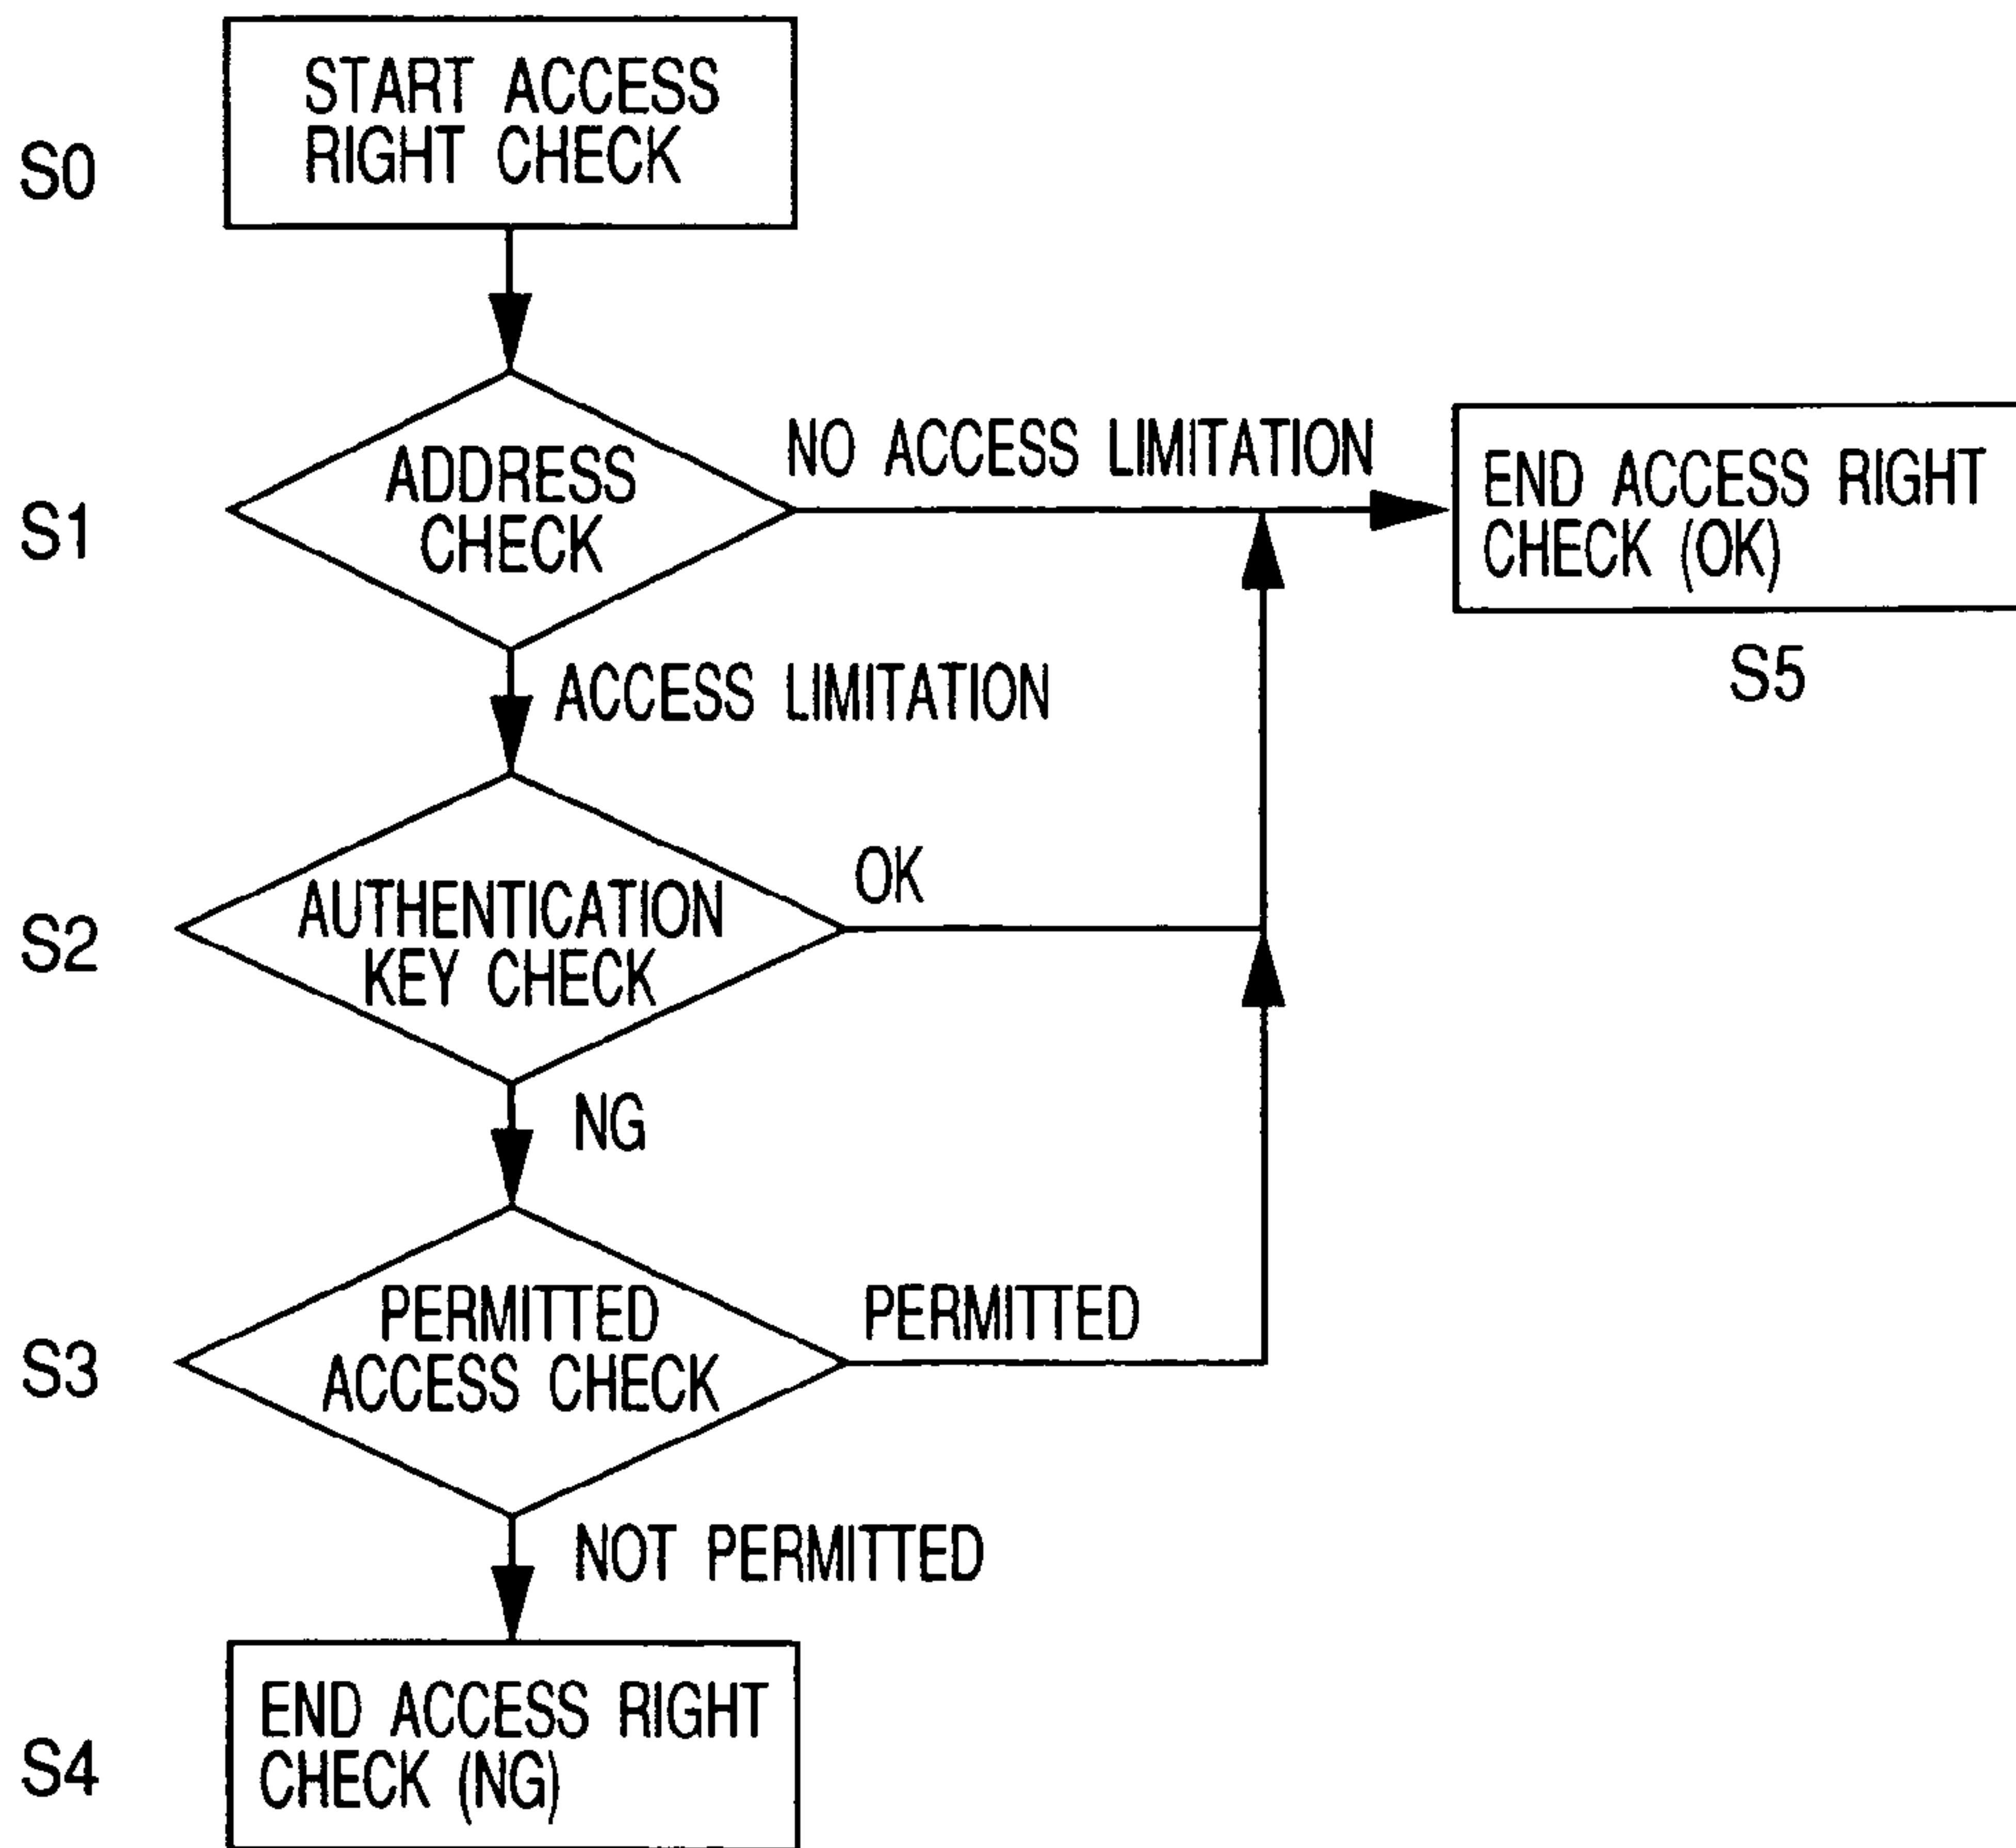 START ACCESS
RIGHT CHECK
S0
ADDRESS
CHECK
S1
NO ACCESS LIMITATION
END ACCESS RIGHT
CHECK (OK)
S5
ACCESS LIMITATION
AUTHENTICATION
KEY CHECK
S2
OK
NG
PERMITTED
ACCESS CHECK
S3
PERMITTED
NOT PERMITTED
END ACCESS RIGHT
CHECK (NG)
S4